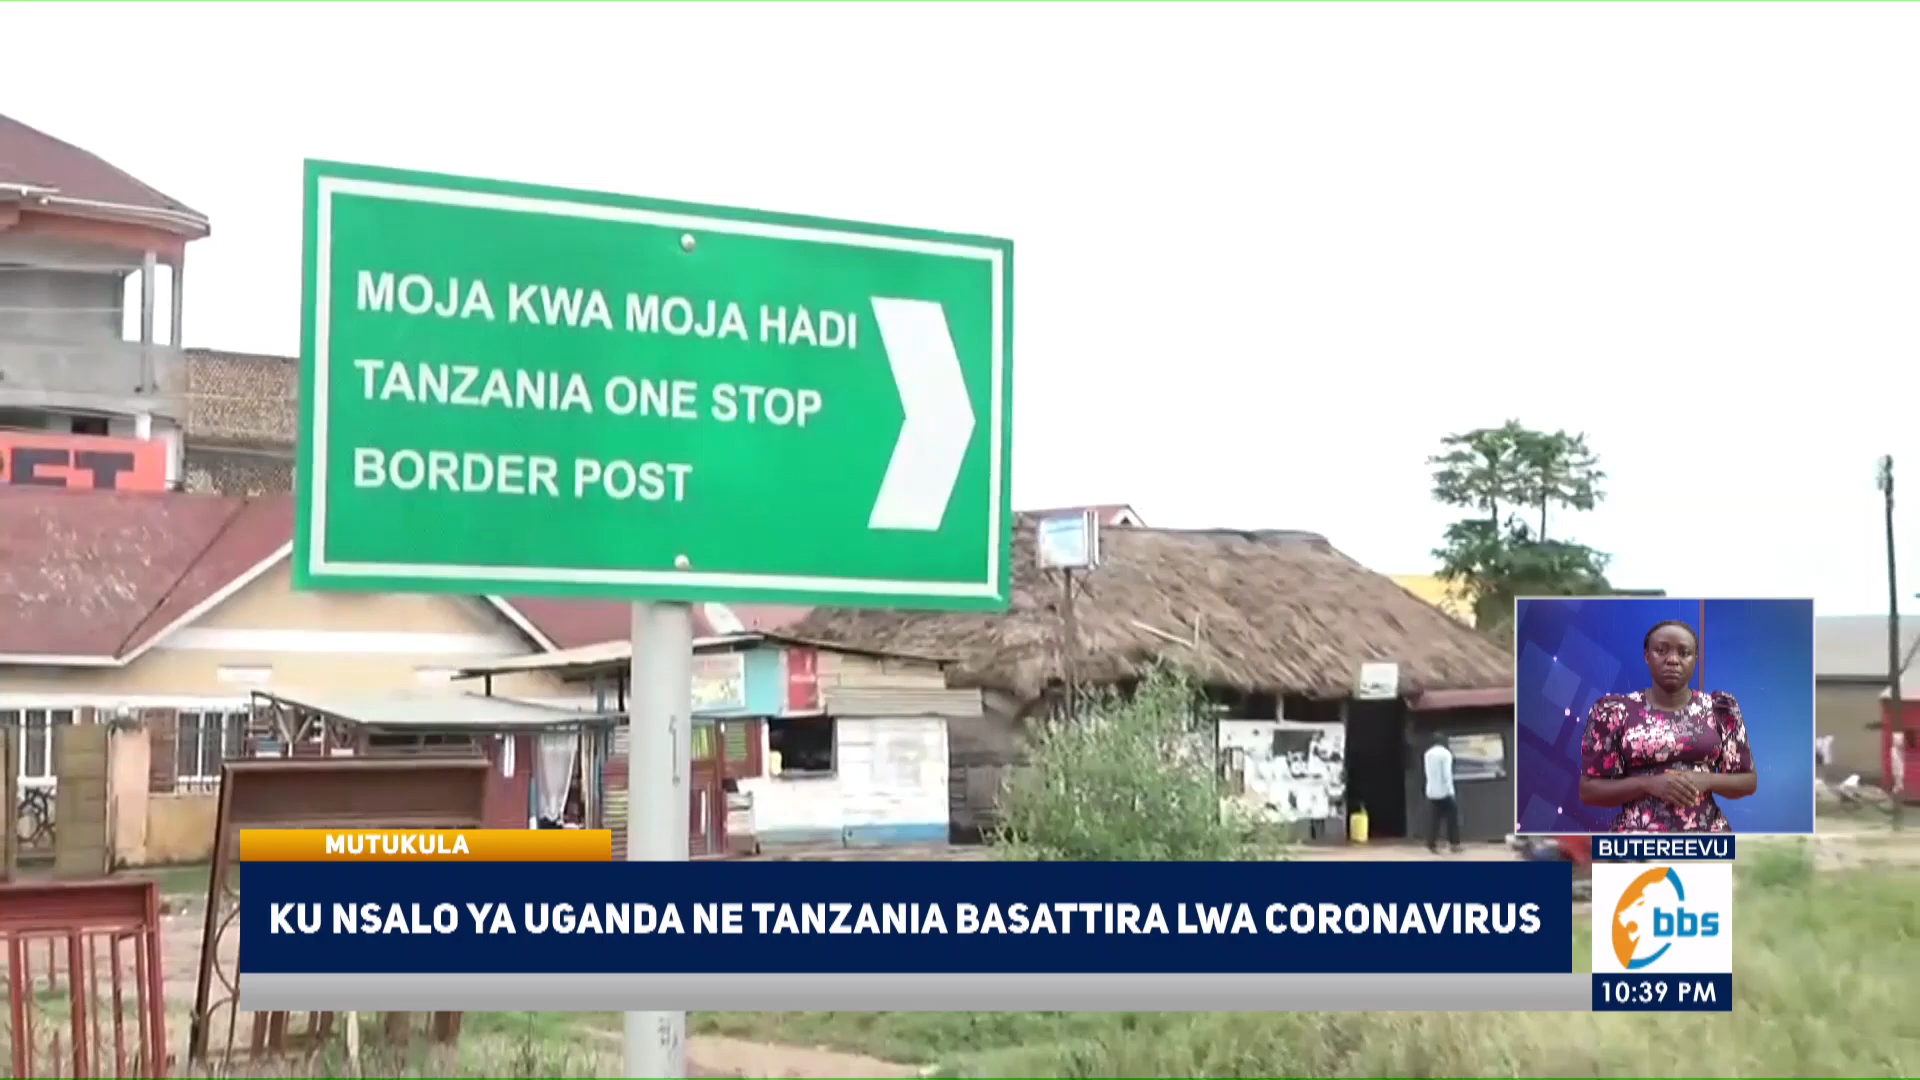 MOJA KWA MOJA HADI
TANZANIA ONE STOP
BORDER POST
MUTUKULA
KU NSALO YA UGANDA NE TANZANIA BASATTIRA LWA CORONAVIRUS
BUTEREEVU
bbs
10:39 PM